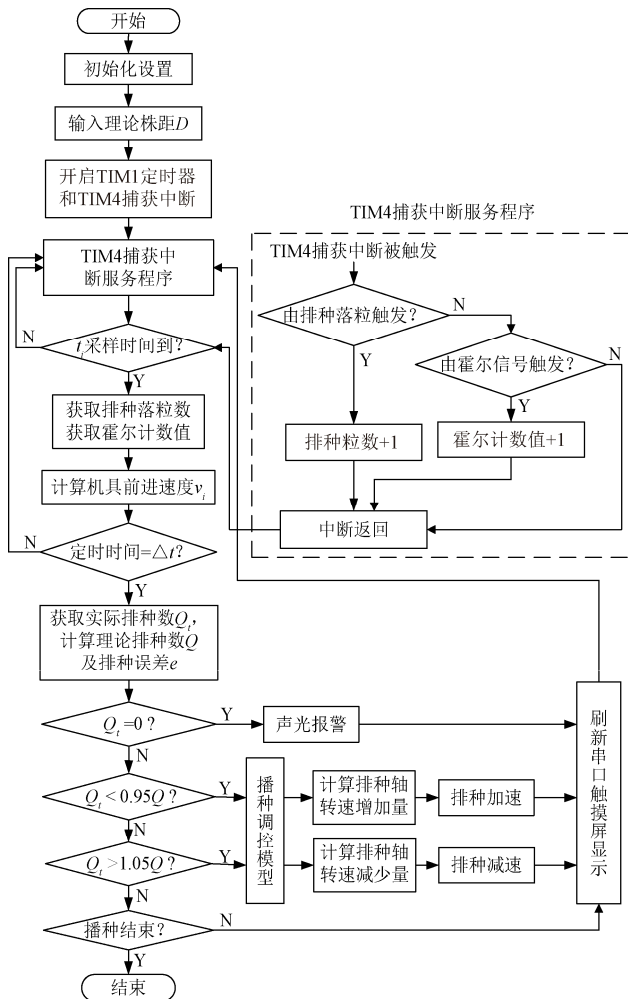 开始
初始化设置
输入理论株距D
开启TIM1定时器
和TIM4捕获中断
TIM4捕获中
断服务程序
N
t_i采样时间到?
Y
获取排种落粒数
获取霍尔计数值
计算机具前进速度v_i
N
定时时间=△t?
Y
获取实际排种数Q_t,
计算理论排种数Q
及排种误差e
Q_t=0?
Y
声光报警
N
Q_t<0.95Q?
Y
播种调控模型
计算排种轴
转速增加量
排种加速
N
Q_t>1.05Q?
Y
计算排种轴
转速减少量
排种减速
N
播种结束?
N
刷新串口触摸屏显示
Y
结束
TIM4捕获中断服务程序
TIM4捕获中断被触发
由排种落粒触发?
N
Y
由霍尔信号触发?
N
Y
排种粒数+1
霍尔计数值+1
中断返回